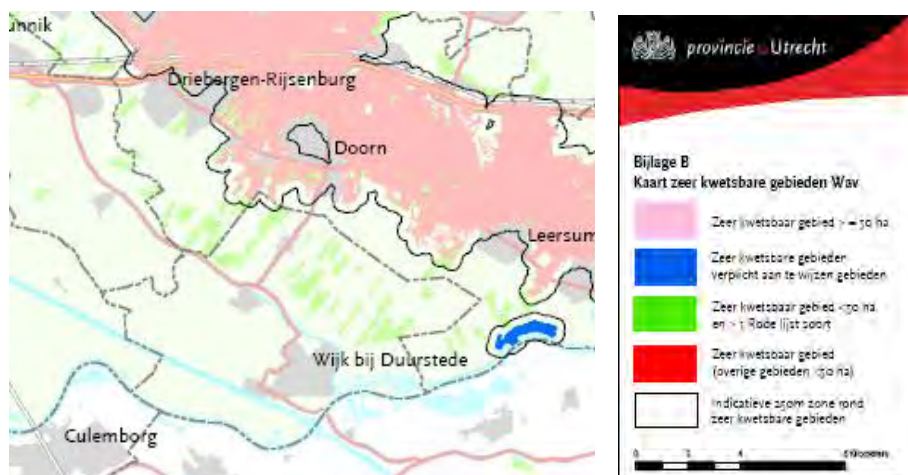 unnik
Driebergen-Rijsenburg
Doorn
Leersum
Wijk bij Duurstede
Culemborg
provincie Utrecht
Bijlage B
Kaart zeer kwetsbare gebieden Wav
Zeer kwetsbaar gebied > = 50 ha
Zeer kwetsbare gebieden
verplicht aan te wijzen gebieden
Zeer kwetsbaar gebied <50 ha
en > 1 Rode lijst soort
Zeer kwetsbaar gebied
(overige gebieden <50 ha)
Indicatieve 250m zone rond
zeer kwetsbare gebieden